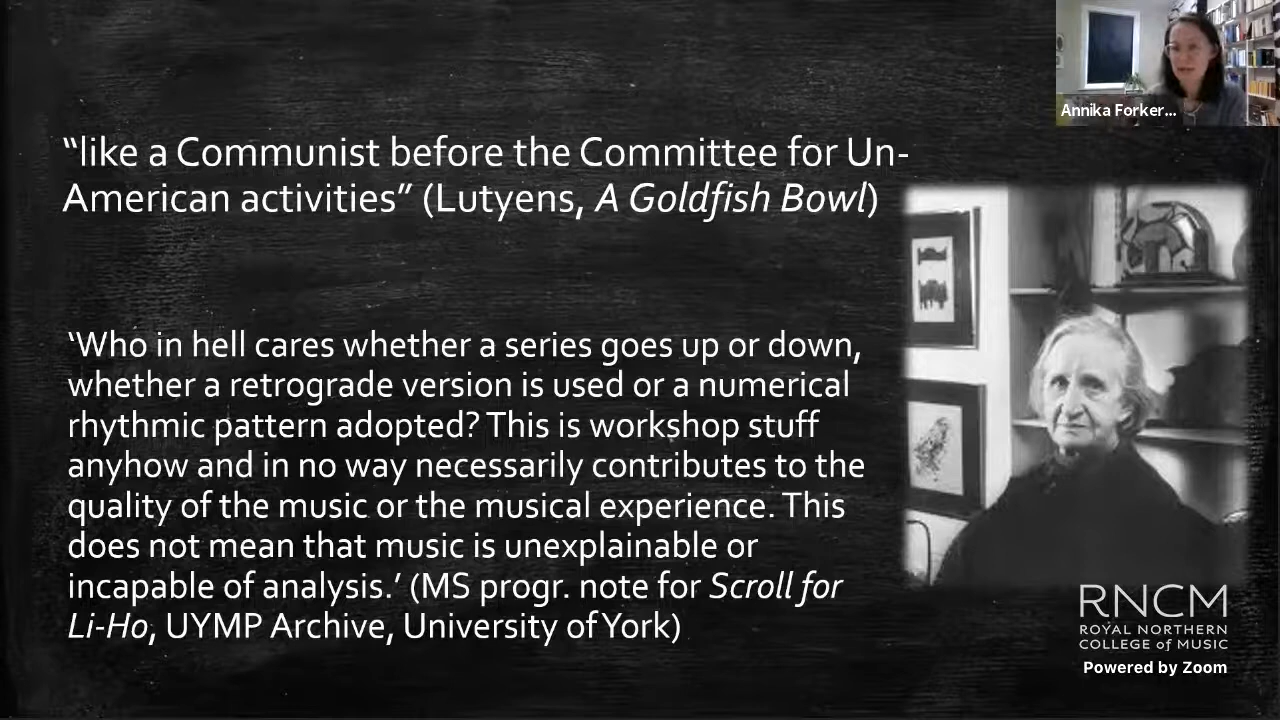 Annika Forker...
“like a Communist before the Committee for Un-
American activities” (Lutyens, A Goldfish Bowl)
‘Who in hell cares whether a series goes up or down,
whether a retrograde version is used or a numerical
rhythmic pattern adopted? This is workshop stuff
anyhow and in no way necessarily contributes to the
quality of the music or the musical experience. This
does not mean that music is unexplainable or
incapable of analysis.’ (MS progr. note for Scroll for
Li-Ho, UYMP Archive, University of York)
RNCM
ROYAL NORTHERN
COLLEGE of MUSIC
Powered by Zoom